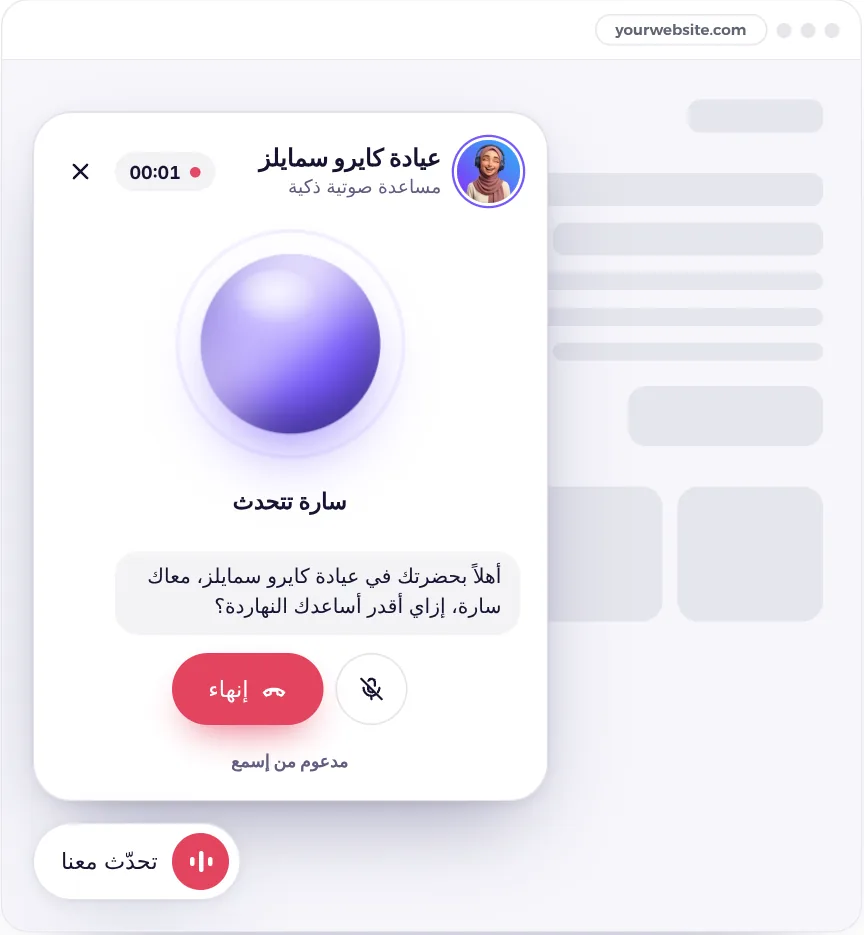 yourwebsite.com
عيادة كايرو سمايلز
مساعدة صوتية ذكية
00:01
سارة تتحدث
أهلاً بحضرتك في عيادة كايرو سمايلز، معاك
سارة، إزاي أقدر أساعدك النهاردة؟
إنهاء
مدعوم من إسمع
تحدّث معنا